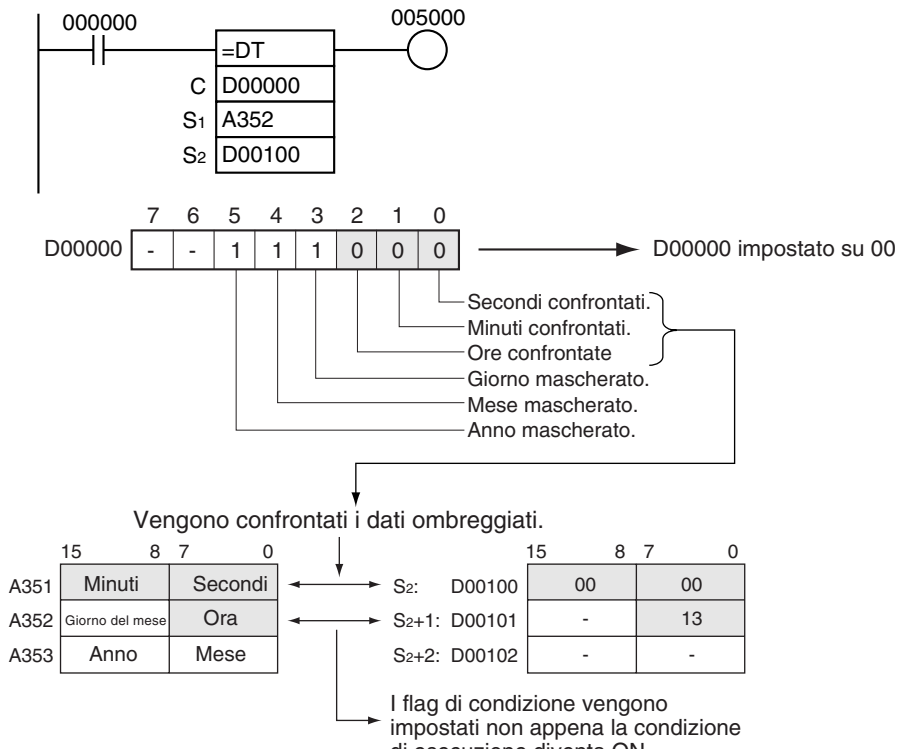 000000
005000
=DT
C D00000
S1 A352
S2 D00100
7 6 5 4 3 2 1 0
D00000 - - 1 1 1 0 0 0
D00000 impostato su 00
Secondi confrontati.
Minuti confrontati.
Ore confrontate
Giorno mascherato.
Mese mascherato.
Anno mascherato.
Vengono confrontati i dati ombreggiati.
15 8 7 0
A351 Minuti Secondi
A352 Giorno del mese Ora
A353 Anno Mese
15 8 7 0
S2: D00100 00 00
S2+1: D00101 - 13
S2+2: D00102 - -
I flag di condizione vengono
impostati non appena la condizione
di esecuzione diventa ON